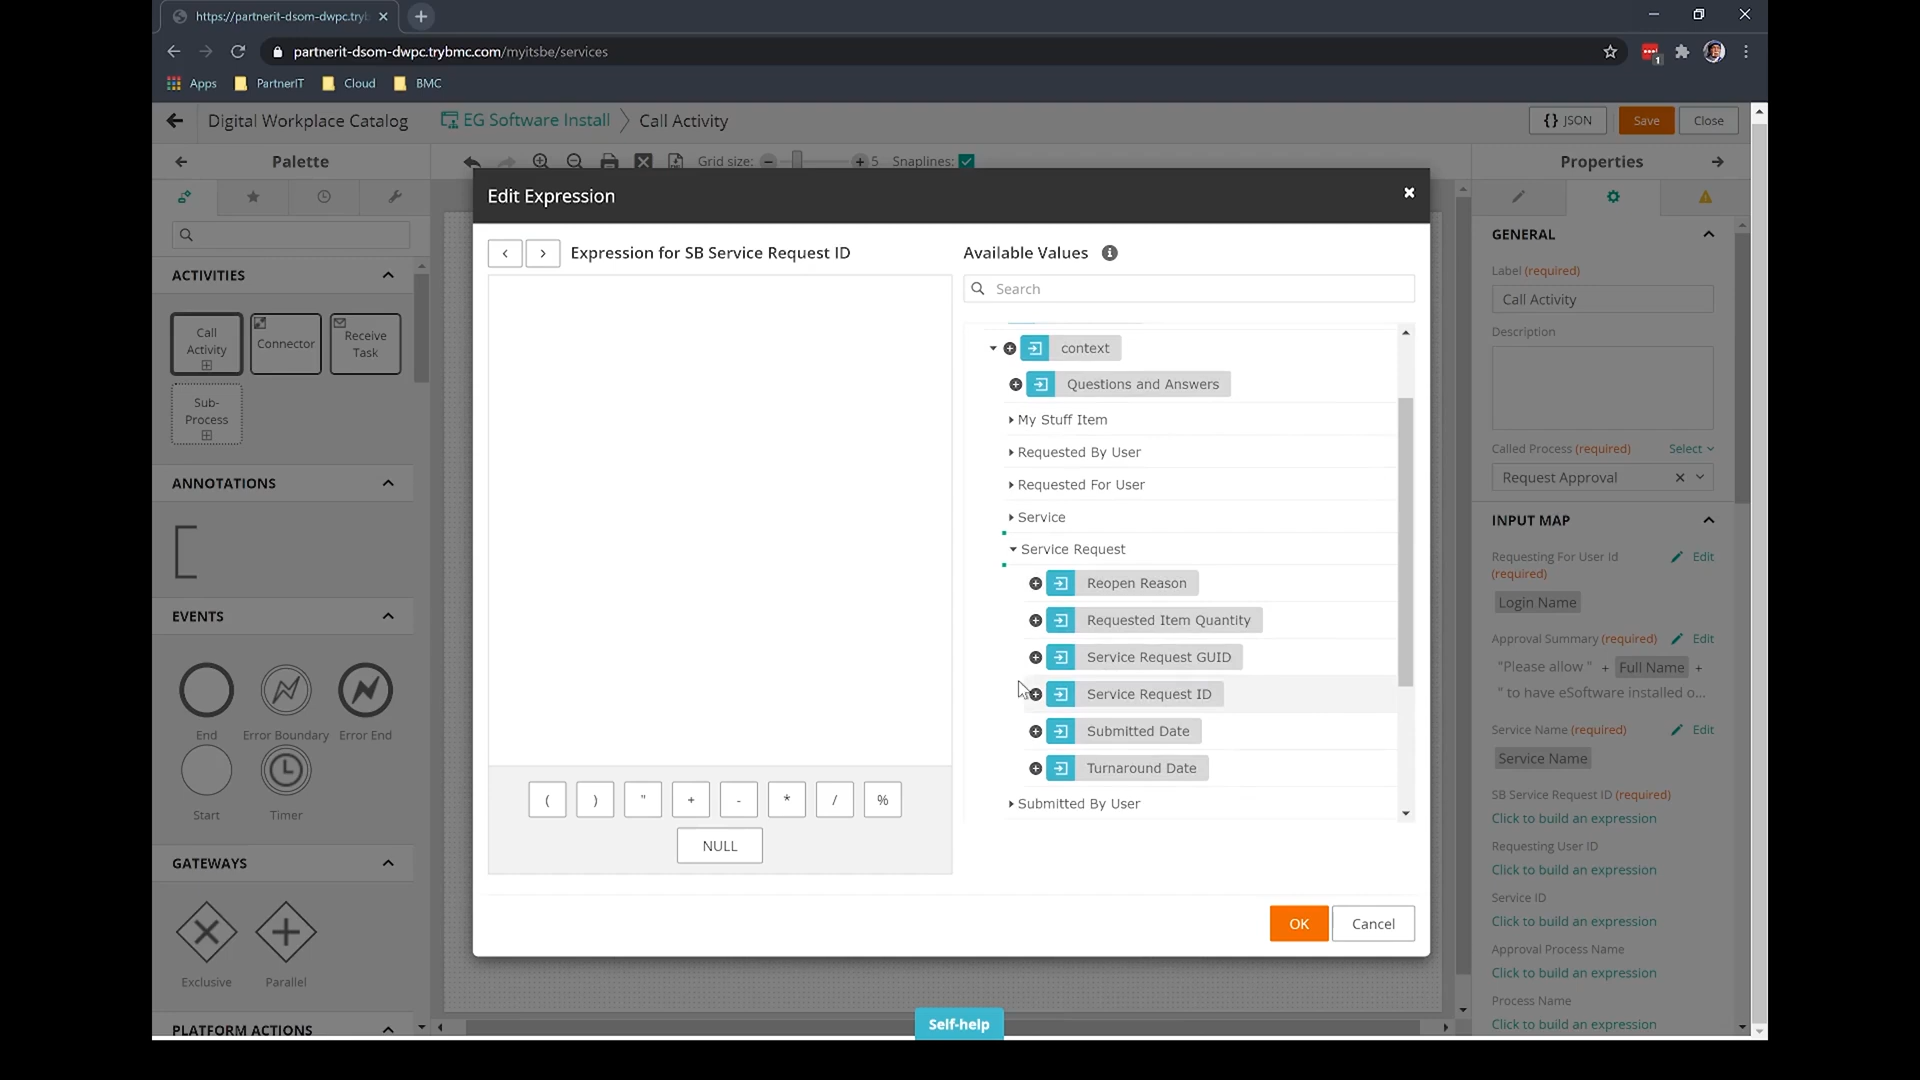 https://partnerit-dsom-dwpc.try
partnerit-dsom-dwpc.trybmc.com/myitsbe/services
Apps
PartnerIT
Cloud
BMC
Digital Workplace Catalog
EG Software Install
Call Activity
{} JSON
Save
Close
Palette
Grid size:
5
Snaplines:
Properties
Edit Expression
ACTIVITIES
Call
Activity
Connector
Receive
Task
Sub-
Process
ANNOTATIONS
EVENTS
End
Error Boundary
Error End
Start
Timer
GATEWAYS
Exclusive
Parallel
PLATFORM ACTIONS
Expression for SB Service Request ID
( ) " + - * / %
NULL
Available Values
Search
context
Questions and Answers
My Stuff Item
Requested By User
Requested For User
Service
Service Request
Reopen Reason
Requested Item Quantity
Service Request GUID
Service Request ID
Submitted Date
Turnaround Date
Submitted By User
OK
Cancel
Self-help
GENERAL
Label (required)
Call Activity
Description
Called Process (required)
Select
Request Approval
INPUT MAP
Requesting For User Id
(required)
Edit
Login Name
Approval Summary (required)
Edit
"Please allow " + Full Name +
" to have eSoftware installed o...
Service Name (required)
Edit
Service Name
SB Service Request ID (required)
Click to build an expression
Requesting User ID
Click to build an expression
Service ID
Click to build an expression
Approval Process Name
Click to build an expression
Process Name
Click to build an expression